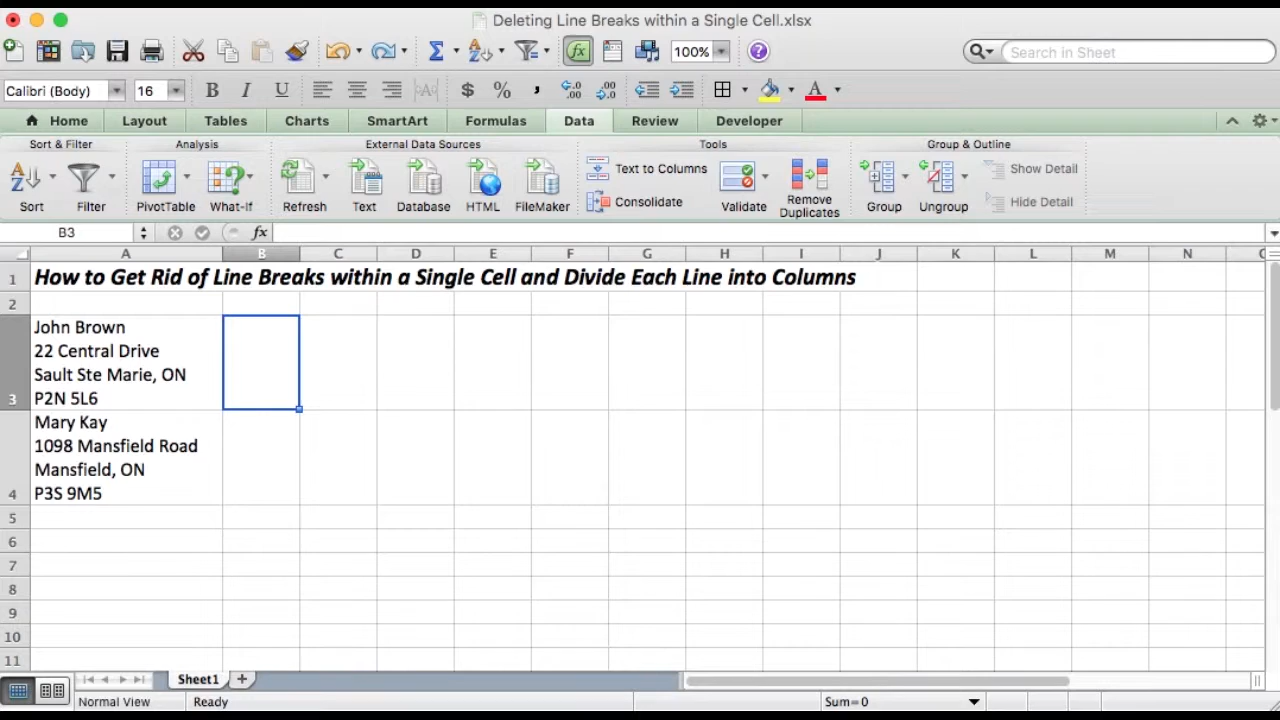 Deleting Line Breaks within a Single Cell.xlsx
100% Search in Sheet
Calibri (Body) 16 B I U A $ % , .0 .00 A
Home Layout Tables Charts SmartArt Formulas Data Review Developer
Sort & Filter Analysis External Data Sources Tools Group & Outline
Text to Columns Show Detail
Consolidate Hide Detail
Sort Filter PivotTable What-If Refresh Text Database HTML FileMaker Validate Remove Duplicates Group Ungroup
B3 fx
A B C D E F G H I J K L M N
1 How to Get Rid of Line Breaks within a Single Cell and Divide Each Line into Columns
2
John Brown
22 Central Drive
Sault Ste Marie, ON
3 P2N 5L6
Mary Kay
1098 Mansfield Road
Mansfield, ON
4 P3S 9M5
5
6
7
8
9
10
11
Sheet1
Normal View Ready Sum=0